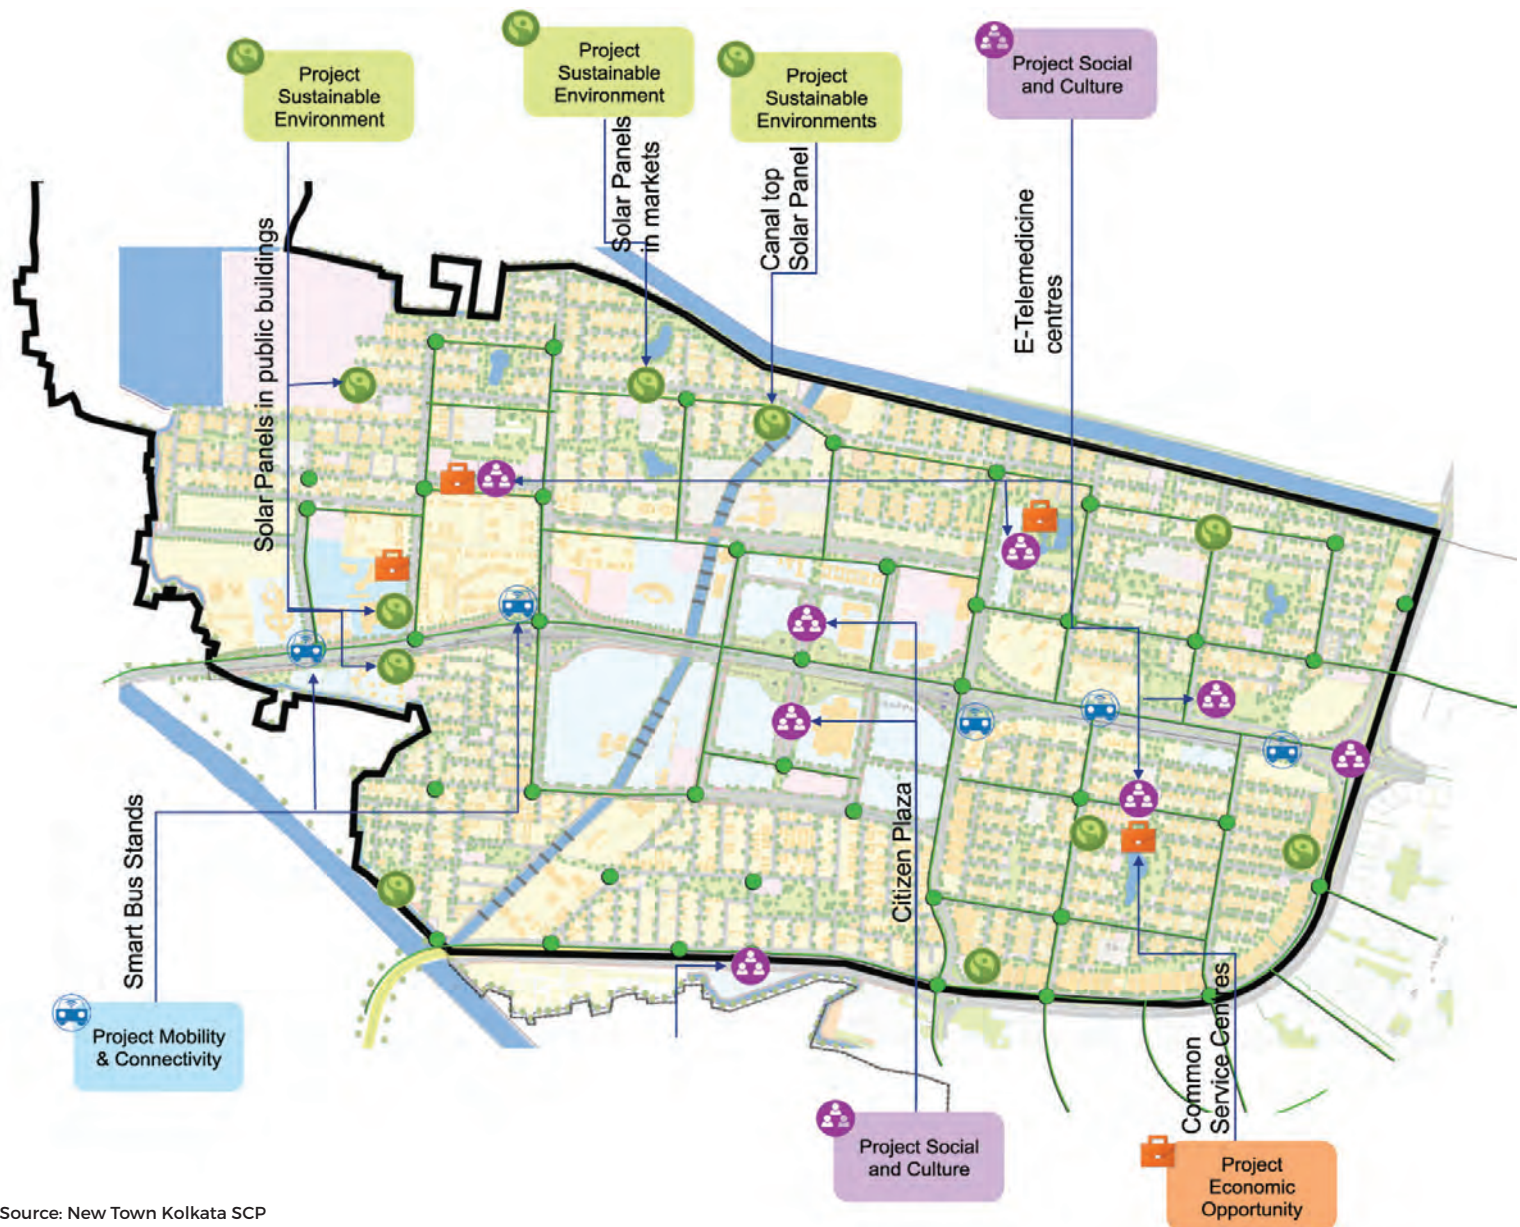 Project
Sustainable
Environment
Project
Sustainable
Environment
Project
Sustainable
Environments
Project Social
and Culture
Solar Panels in public buildings
Solar Panels
in markets
Canal top
Solar Panel
E-Telemedicine
centres
Smart Bus Stands
Citizen Plaza
Common
Service Centres
Project Mobility
& Connectivity
Project Social
and Culture
Project
Economic
Opportunity
Source: New Town Kolkata SCP